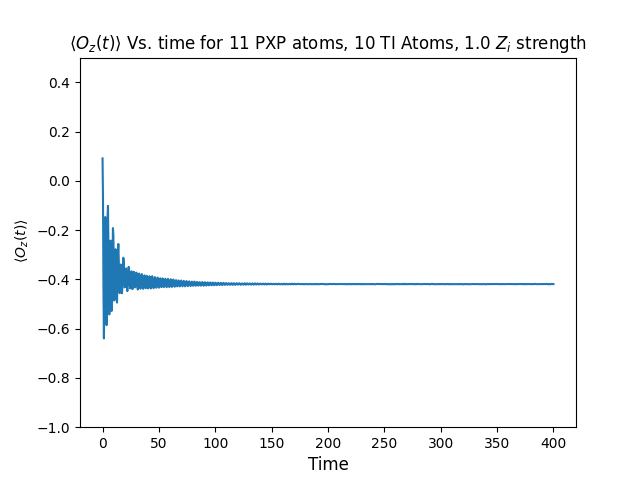 ⟨O_z(t)⟩ Vs. time for 11 PXP atoms, 10 TI Atoms, 1.0 Z_i strength
0.4
0.2
0.0
−0.2
−0.4
−0.6
−0.8
−1.0
⟨O_z(t)⟩
0 50 100 150 200 250 300 350 400
Time